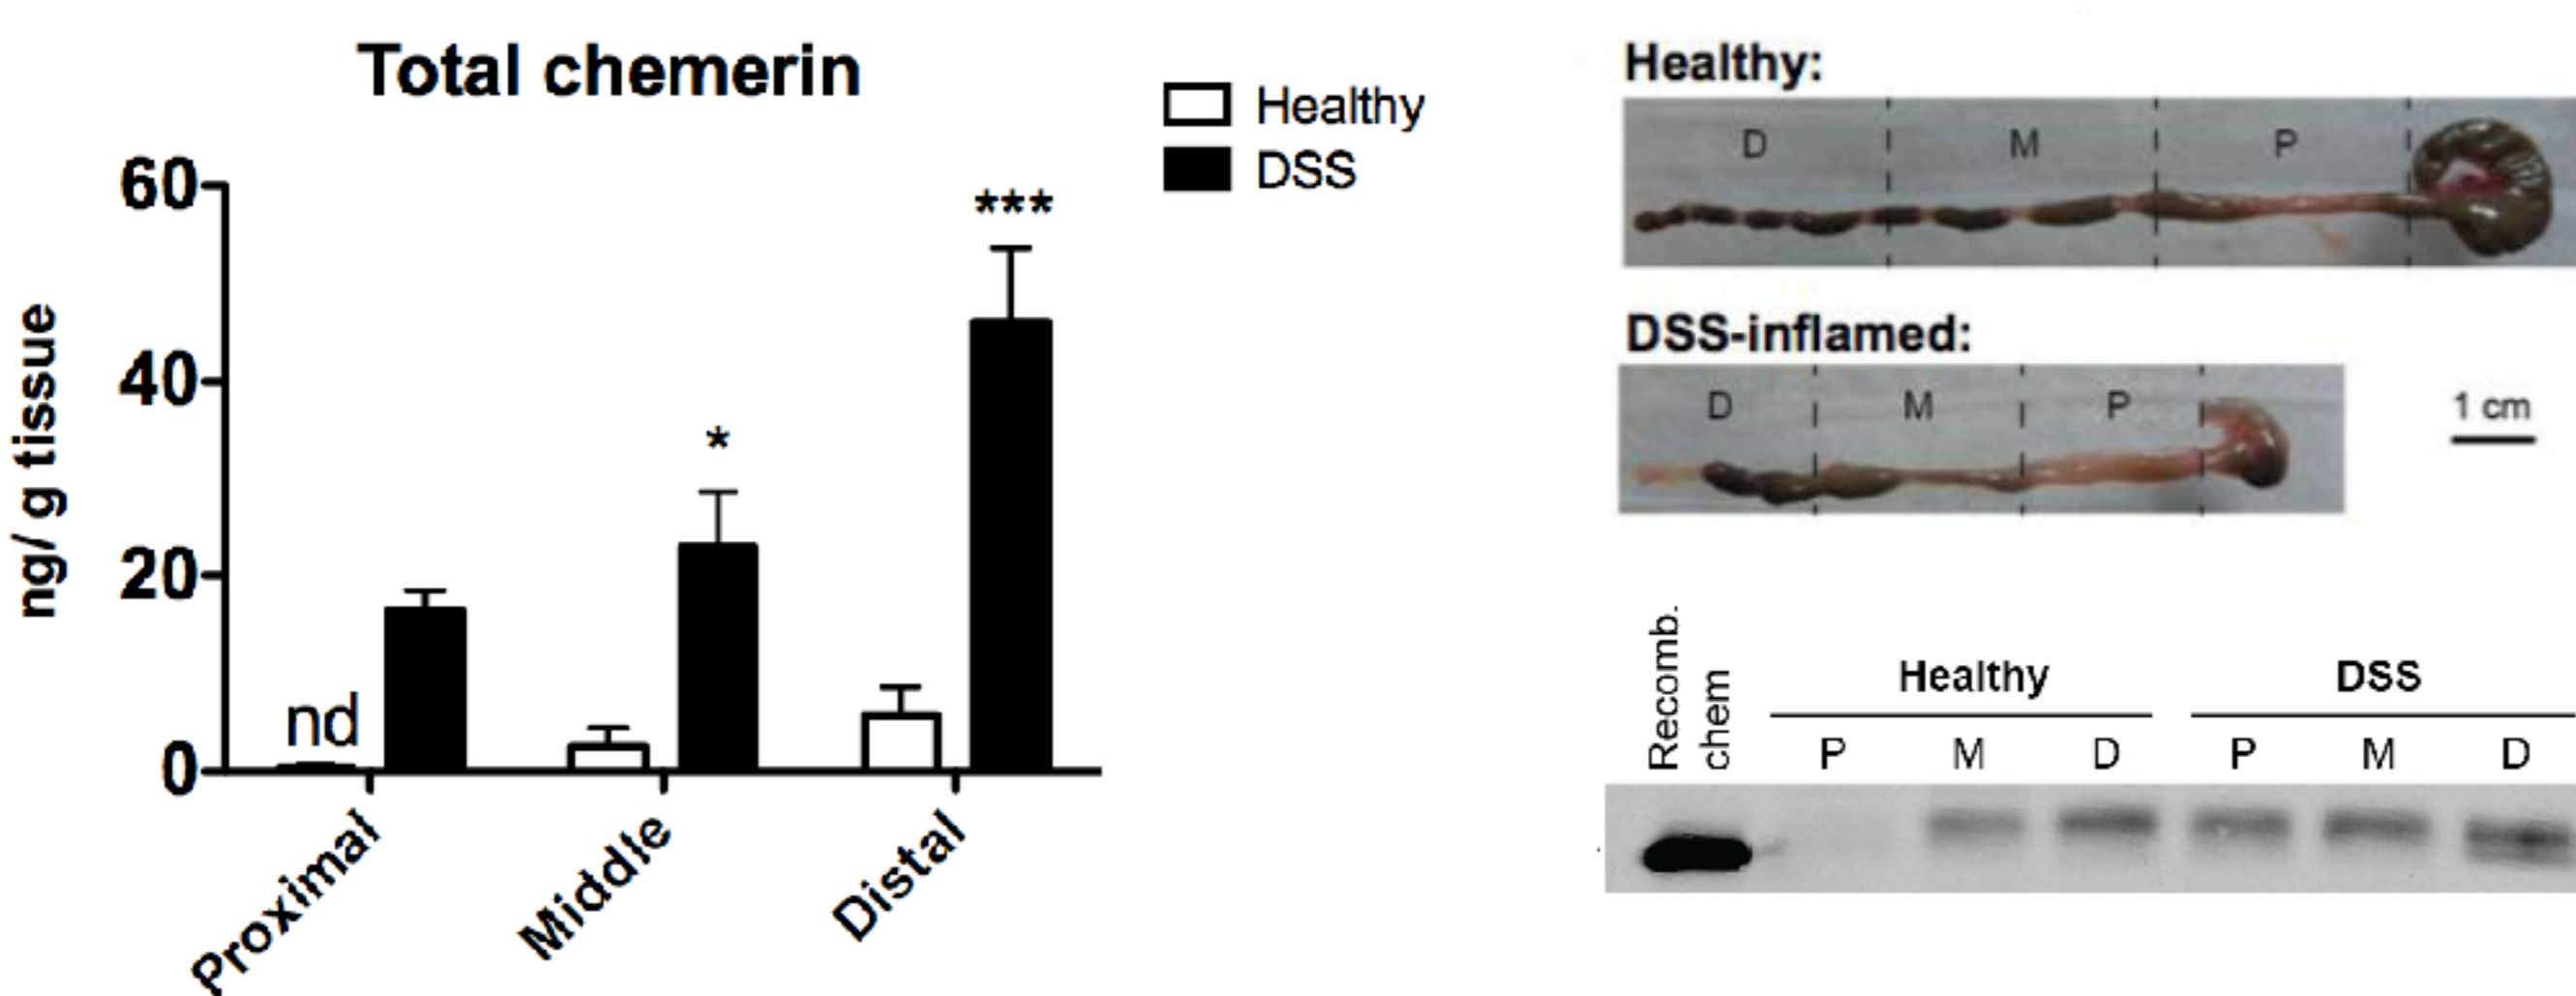 Total chemerin
Healthy
DSS
ng/ g tissue
60
40
20
0
nd
*
***
Proximal
Middle
Distal
Healthy:
D M P
DSS-inflamed:
D M P
1 cm
Recomb.
chem
Healthy DSS
P M D P M D